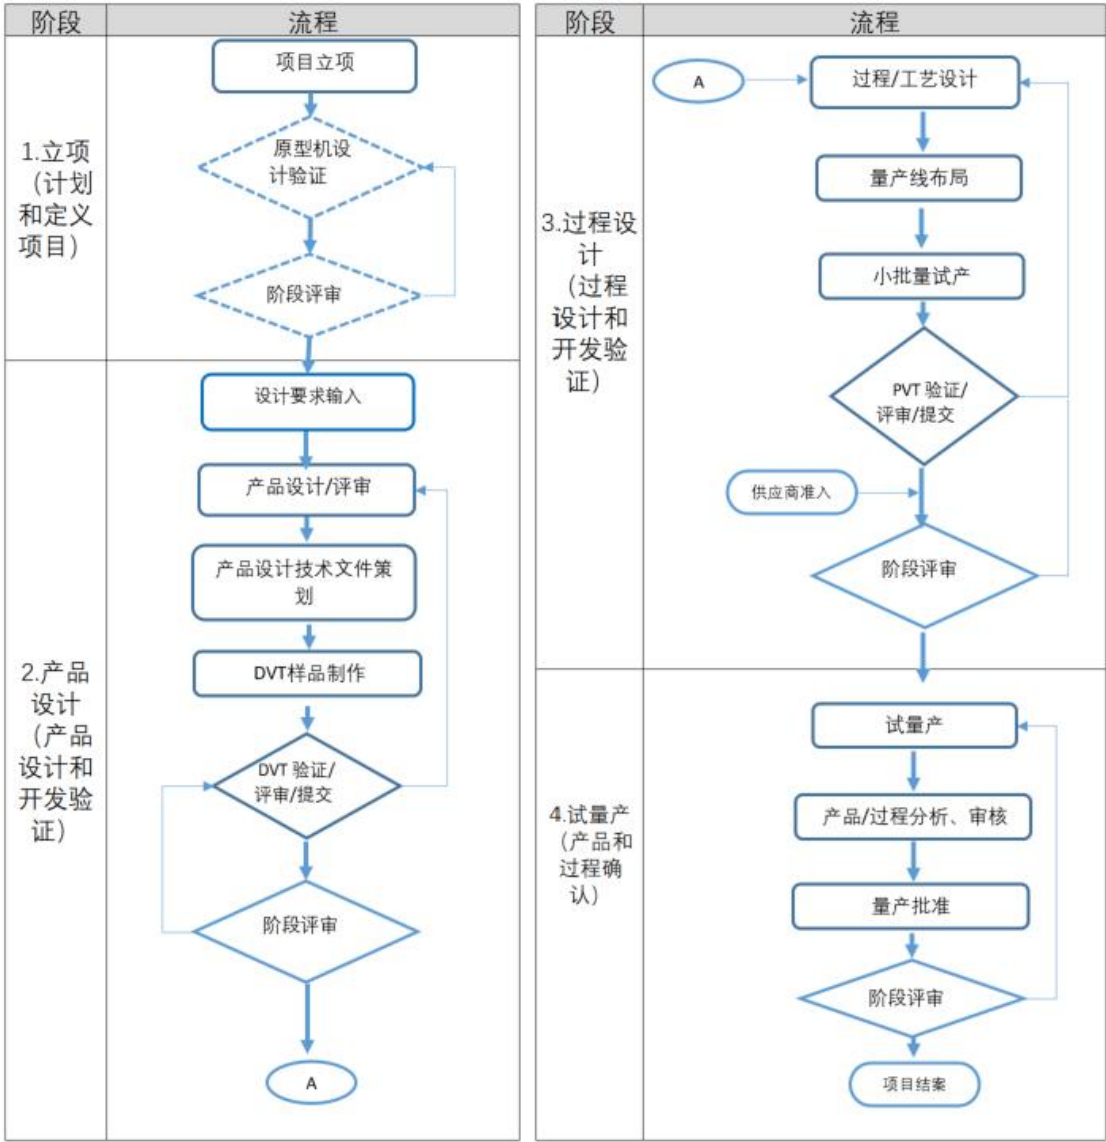 阶段
流程
1.立项
（计划
和定义
项目）
项目立项
原型机设
计验证
阶段评审
2.产品
设计
（产品
设计和
开发验
证）
设计要求输入
产品设计/评审
产品设计技术文件策
划
DVT样品制作
DVT 验证/
评审/提交
阶段评审
A
阶段
流程
3.过程设
计
（过程
设计和
开发验
证）
A
过程/工艺设计
量产线布局
小批量试产
PVT 验证/
评审/提交
供应商准入
阶段评审
4.试量产
（产品和
过程确
认）
试量产
产品/过程分析、审核
量产批准
阶段评审
项目结案